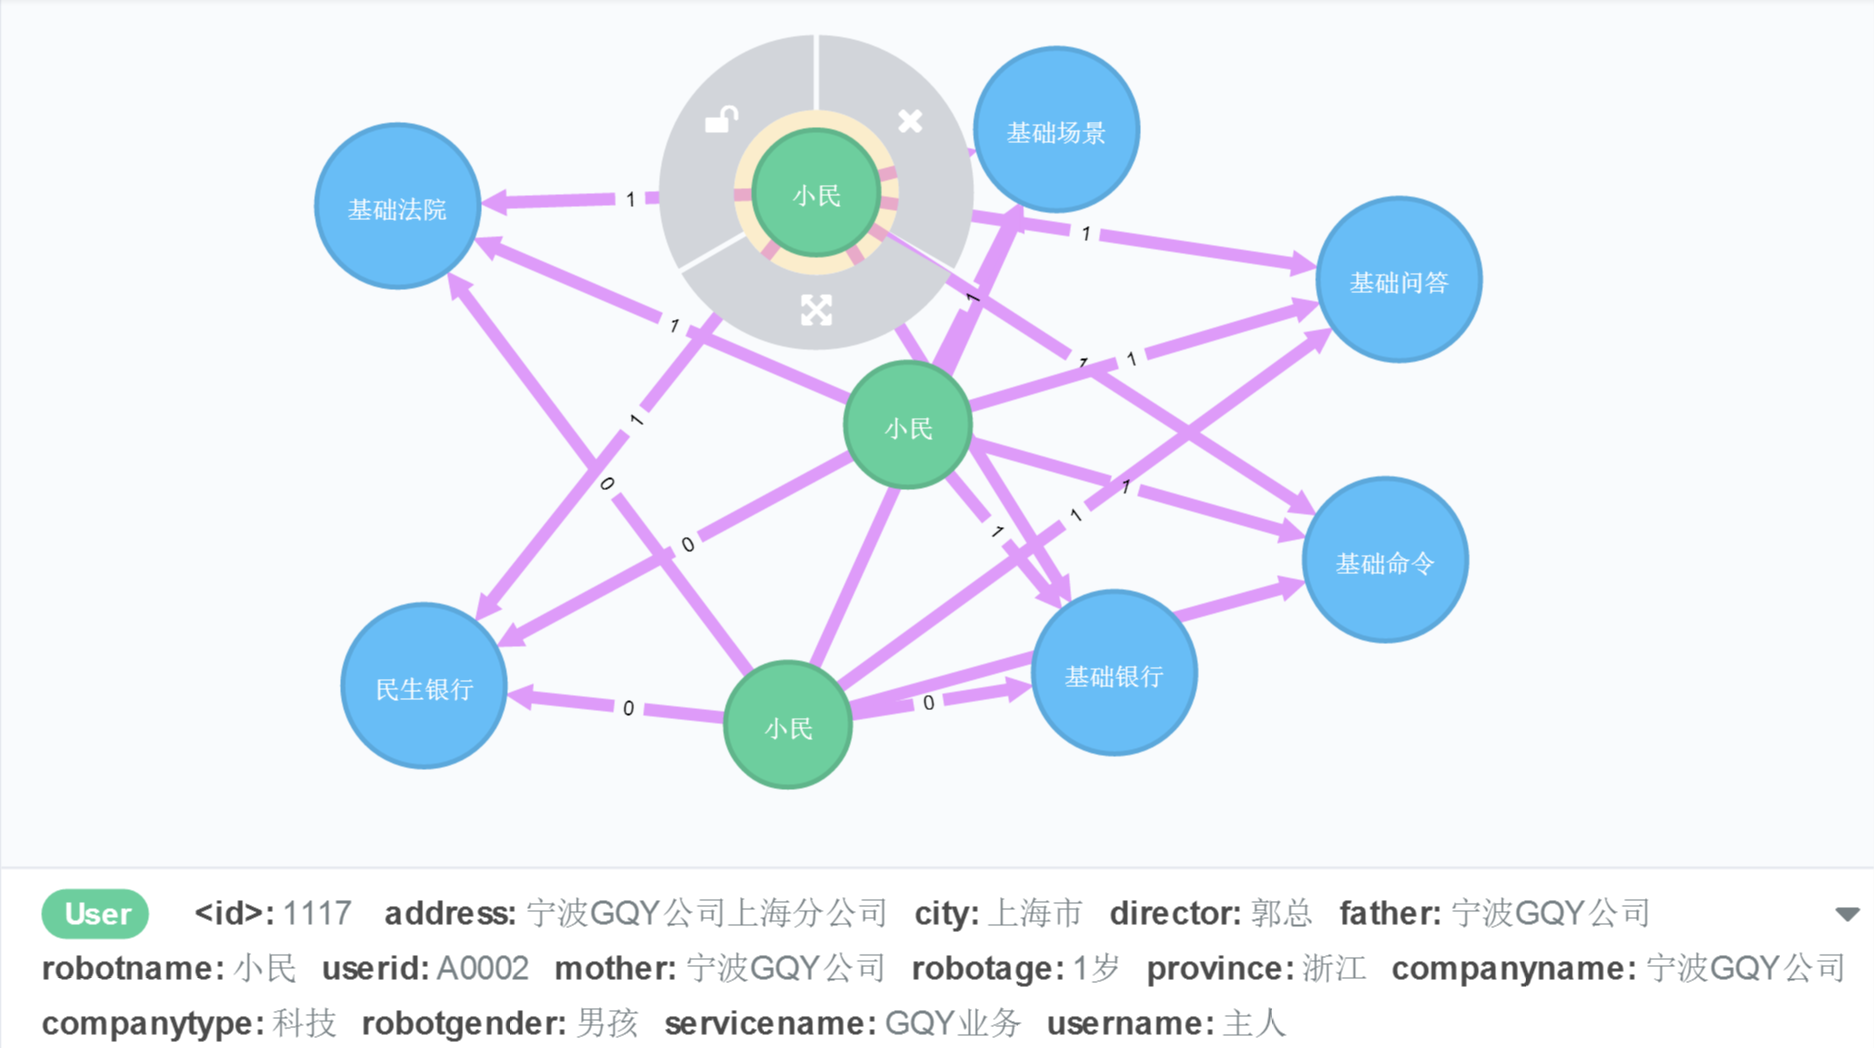 基础场景
小民
基础法院
1
1
基础问答
1
1
1
1
小民
1
0
1
1
1
0
基础命令
基础银行
民生银行
0
0
小民
User <id>: 1117 address: 宁波GQY公司上海分公司 city: 上海市 director: 郭总 father: 宁波GQY公司
robotname: 小民 userid: A0002 mother: 宁波GQY公司 robotage: 1岁 province: 浙江 companyname: 宁波GQY公司
companytype: 科技 robotgender: 男孩 servicename: GQY业务 username: 主人